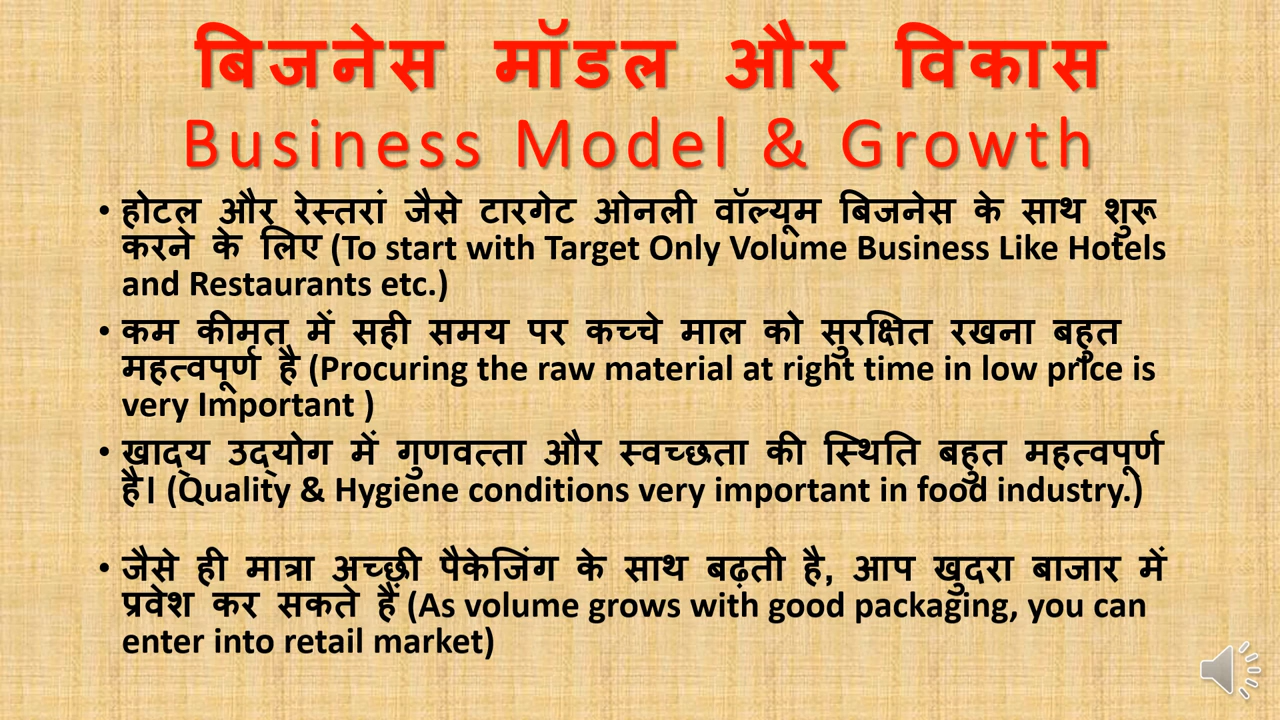 बिजनेस मॉडल और विकास
Business Model & Growth
• होटल और रेस्तरां जैसे टारगेट ओनली वॉल्यूम बिजनेस के साथ शुरू
करने के लिए (To start with Target Only Volume Business Like Hotels
and Restaurants etc.)
• कम कीमत में सही समय पर कच्चे माल को सुरक्षित रखना बहुत
महत्वपूर्ण है (Procuring the raw material at right time in low price is
very Important )
• खाद्य उद्योग में गुणवत्ता और स्वच्छता की स्थिति बहुत महत्वपूर्ण
है। (Quality & Hygiene conditions very important in food industry.)
• जैसे ही मात्रा अच्छी पैकेजिंग के साथ बढ़ती है, आप खुदरा बाजार में
प्रवेश कर सकते हैं (As volume grows with good packaging, you can
enter into retail market)